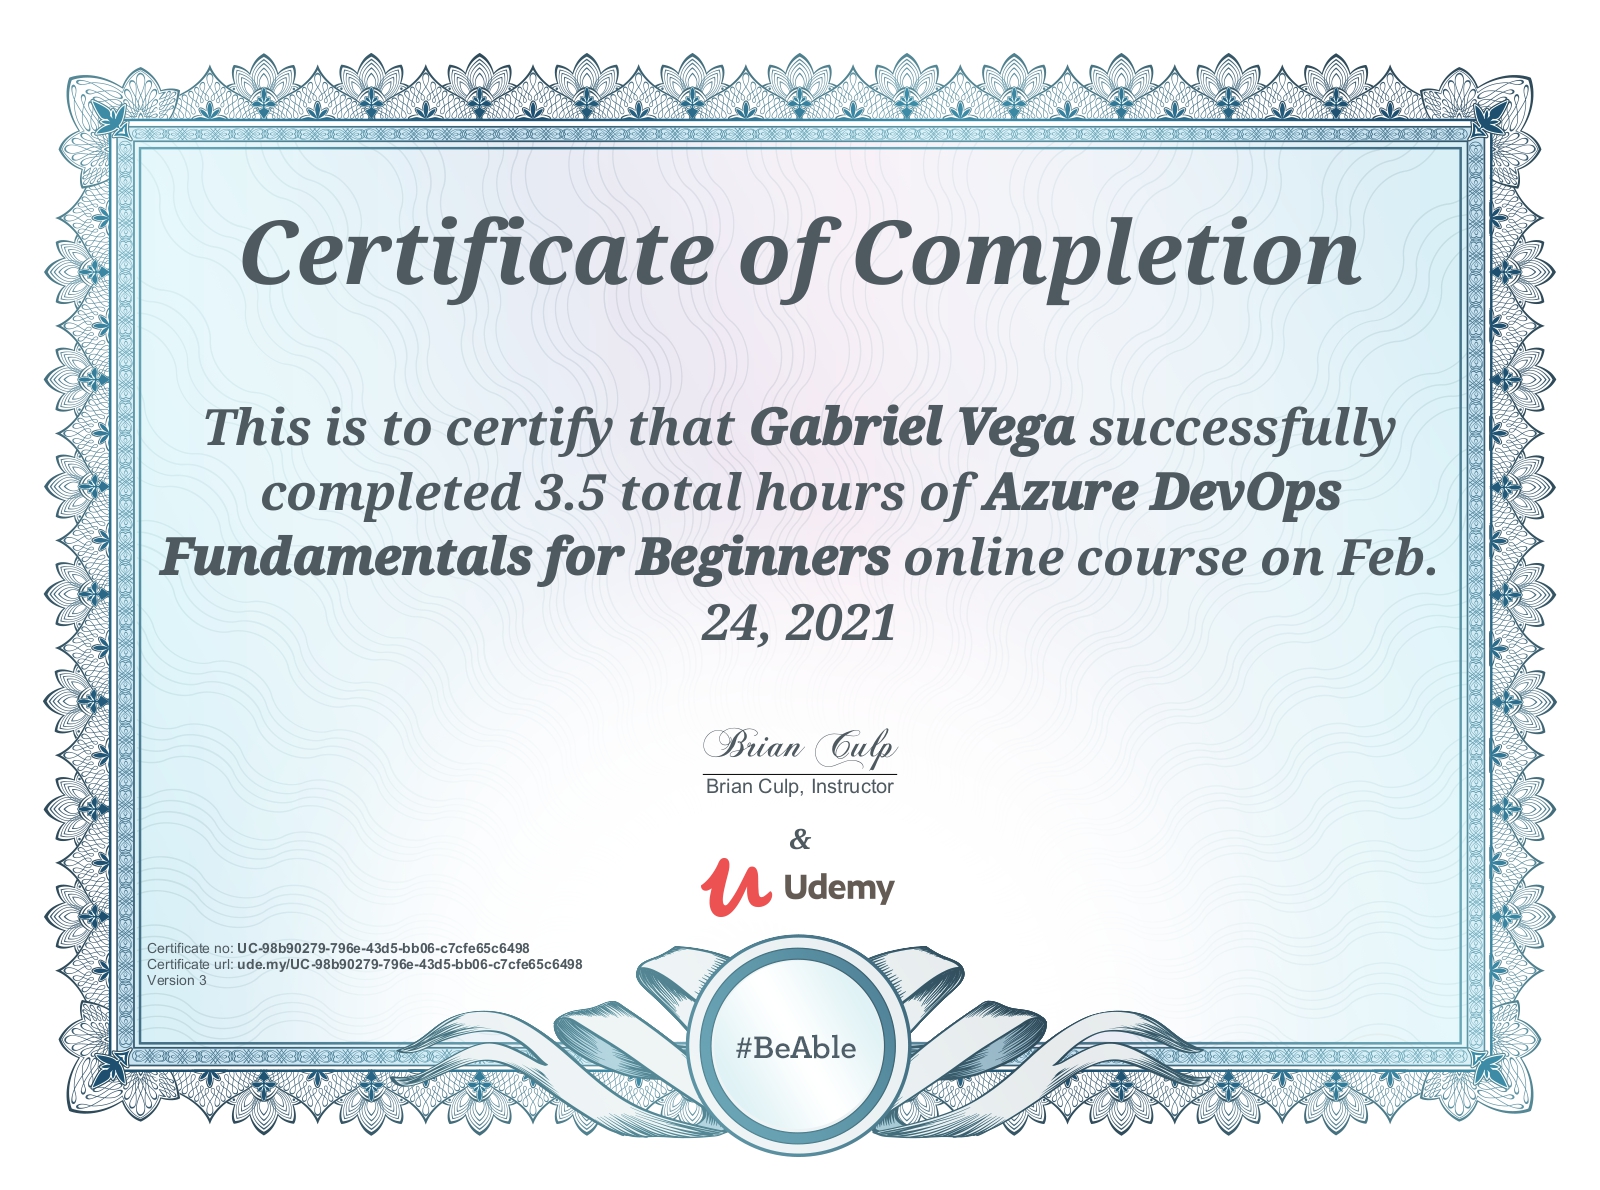 Certificate of Completion
This is to certify that Gabriel Vega successfully
completed 3.5 total hours of Azure DevOps
Fundamentals for Beginners online course on Feb.
24, 2021
Brian Culp
Brian Culp, Instructor
&
Udemy
Certificate no: UC-98b90279-796e-43d5-bb06-c7cfe65c6498
Certificate url: ude.my/UC-98b90279-796e-43d5-bb06-c7cfe65c6498
Version 3
#BeAble